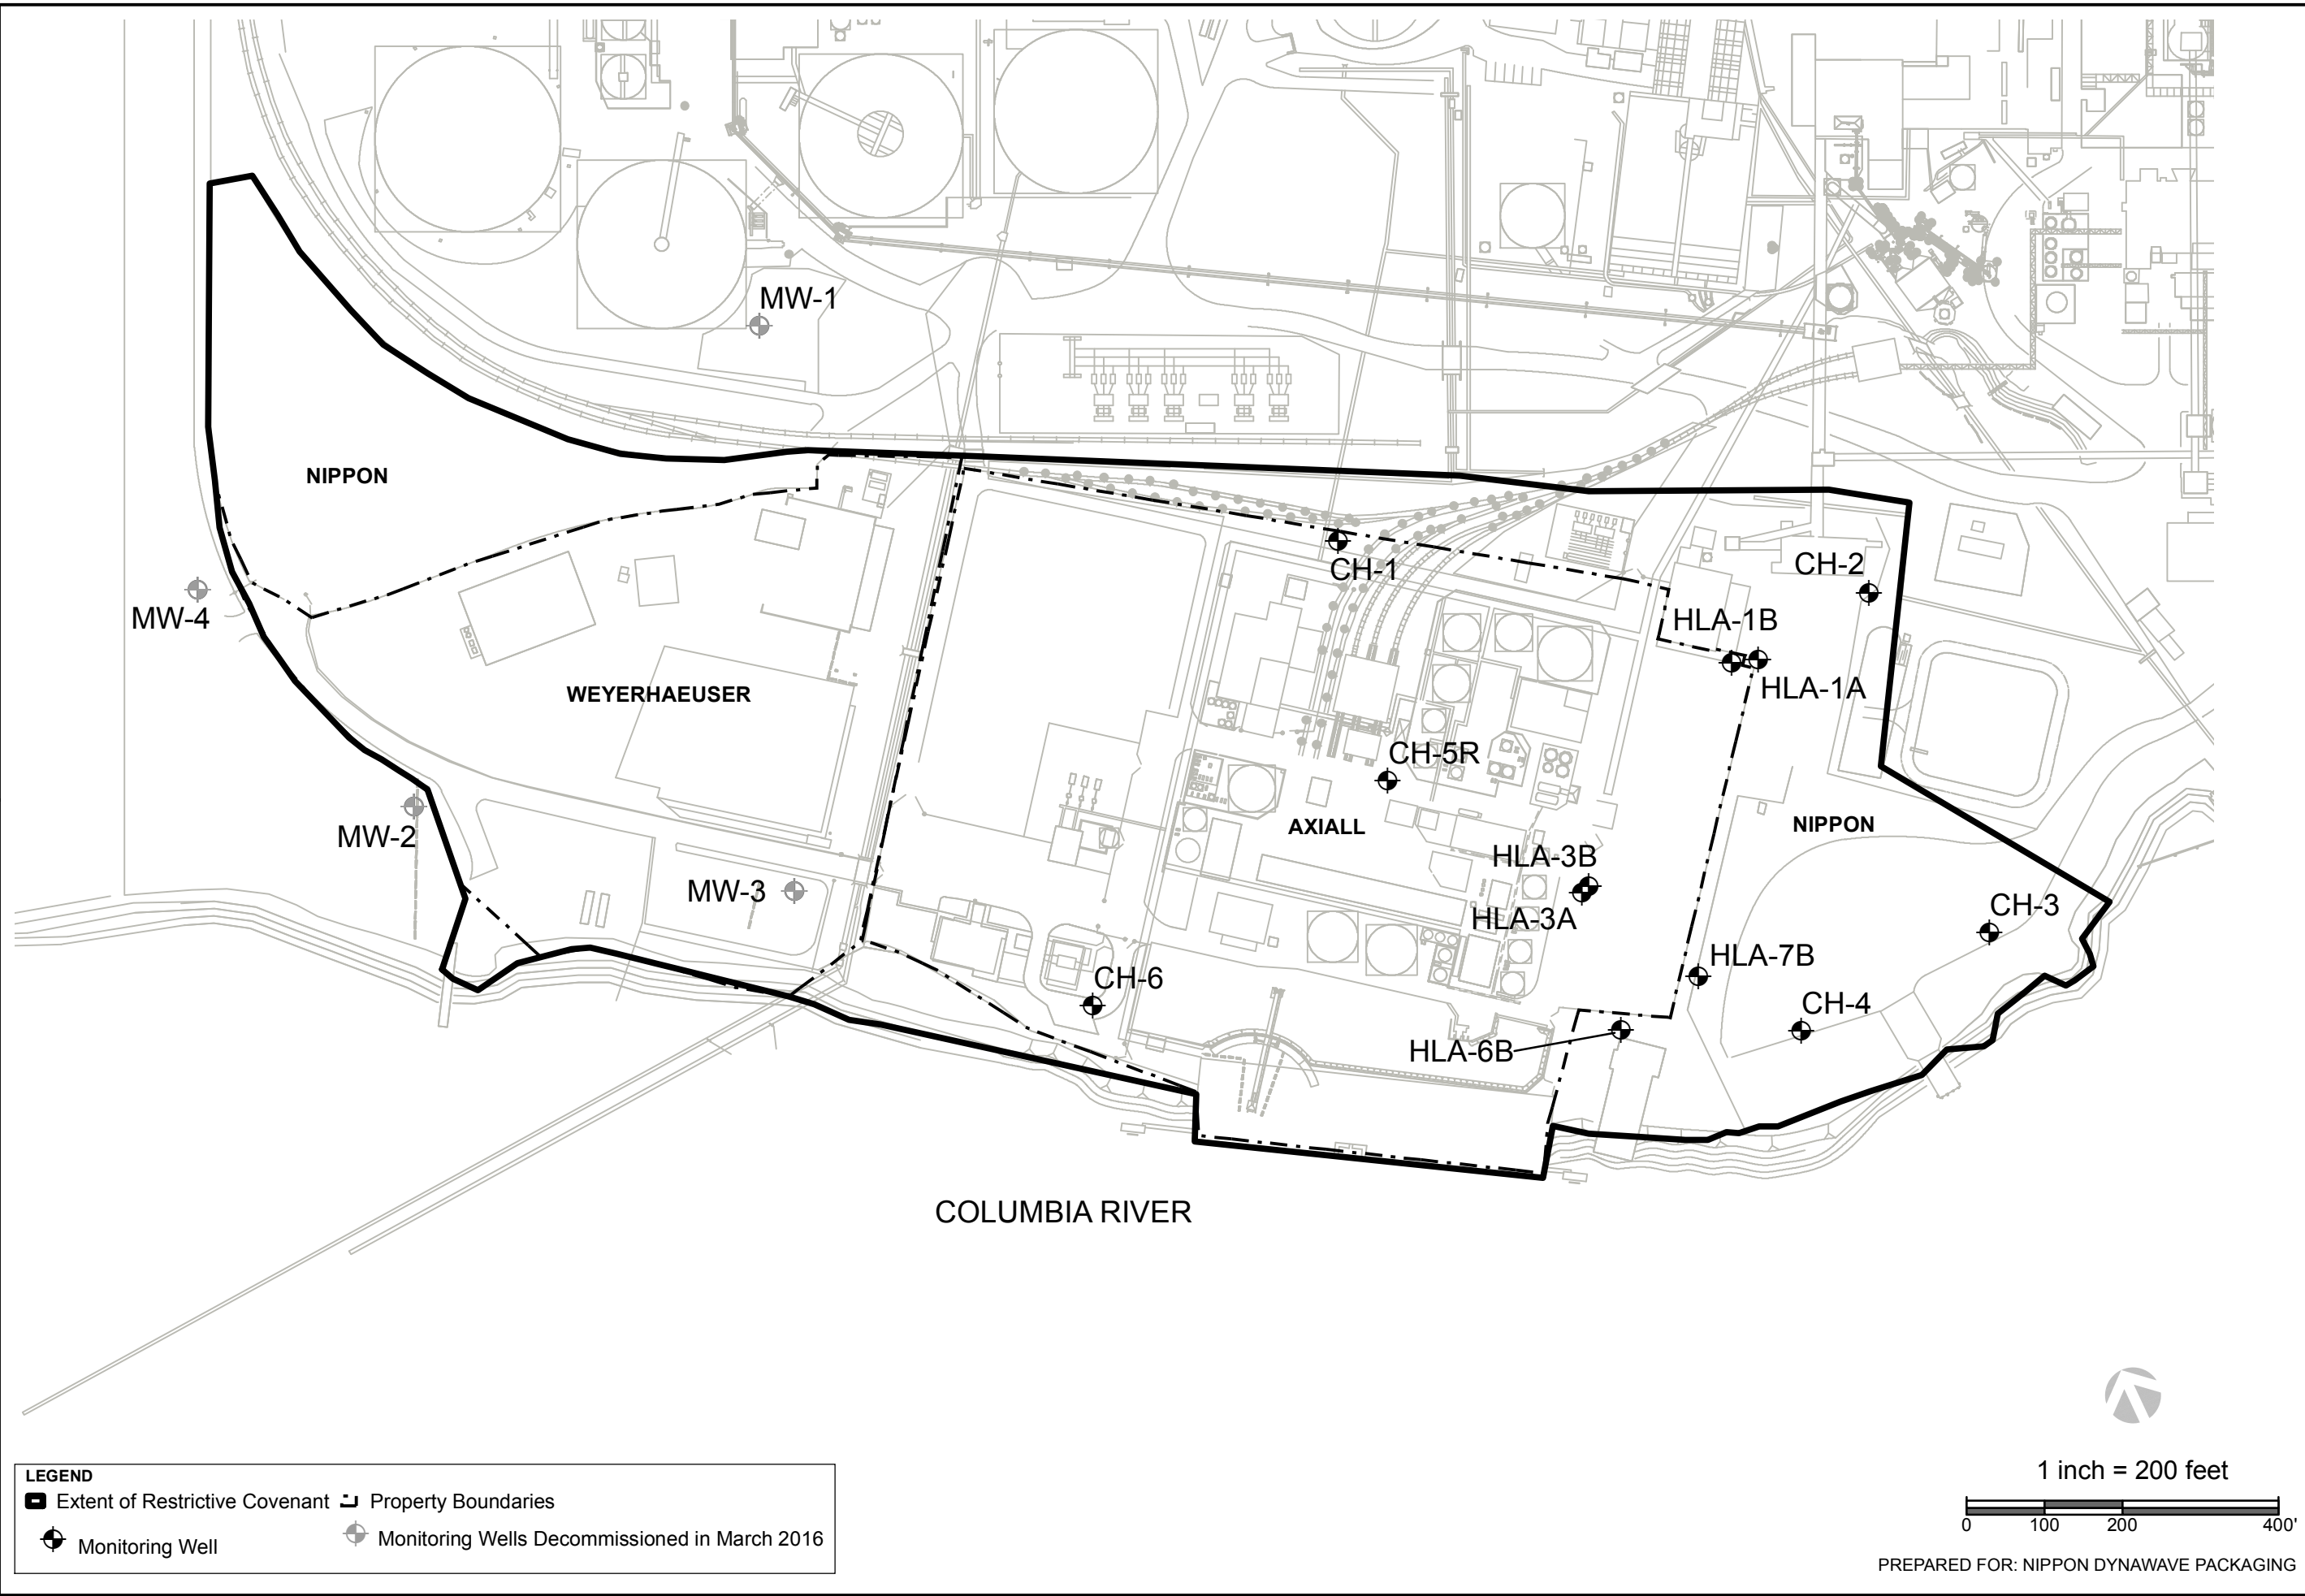 MW-1
NIPPON
CH-1
CH-2
MW-4
HLA-1B
HLA-1A
WEYERHAEUSER
CH-5R
MW-2
AXIALL
NIPPON
HLA-3B
MW-3
HLA-3A
CH-3
HLA-7B
CH-6
CH-4
HLA-6B
COLUMBIA RIVER
LEGEND
Extent of Restrictive Covenant Property Boundaries
Monitoring Well Monitoring Wells Decommissioned in March 2016
1 inch = 200 feet
0 100 200 400'
PREPARED FOR: NIPPON DYNAWAVE PACKAGING